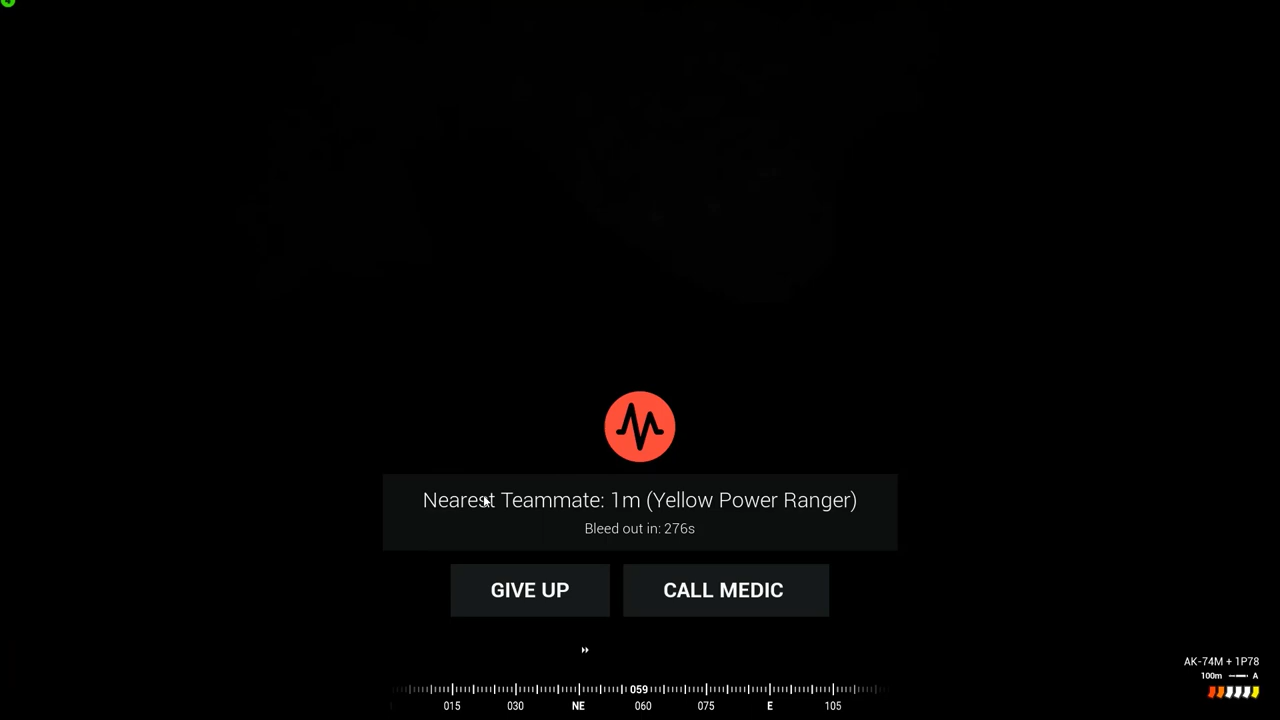 Nearest Teammate: 1m (Yellow Power Ranger)
Bleed out in: 276s
GIVE UP
CALL MEDIC
AK-74M + 1P78
100m A
059
015 030 NE 060 075 E 105